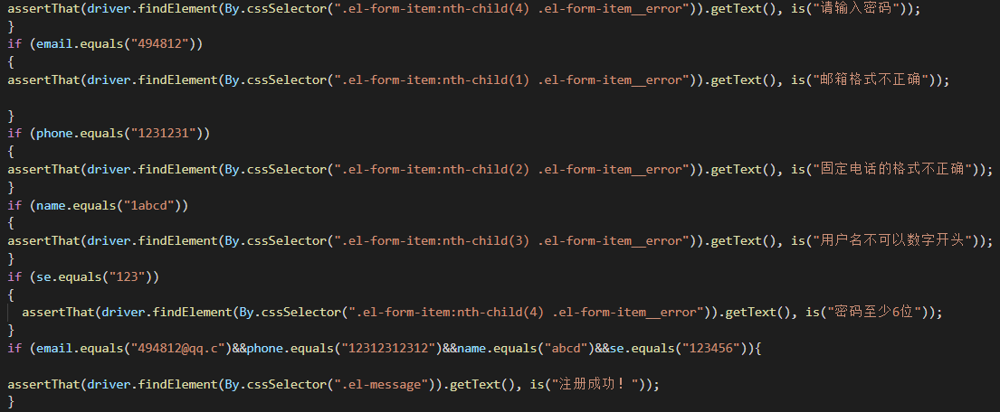 assertThat(driver.findElement(By.cssSelector(".el-form-item:nth-child(4) .el-form-item__error")).getText(), is("请输入密码"));
}
if (email.equals("494812"))
{
assertThat(driver.findElement(By.cssSelector(".el-form-item:nth-child(1) .el-form-item__error")).getText(), is("邮箱格式不正确"));
}
if (phone.equals("1231231"))
{
assertThat(driver.findElement(By.cssSelector(".el-form-item:nth-child(2) .el-form-item__error")).getText(), is("固定电话的格式不正确"));
}
if (name.equals("1abcd"))
{
assertThat(driver.findElement(By.cssSelector(".el-form-item:nth-child(3) .el-form-item__error")).getText(), is("用户名不可以数字开头"));
}
if (se.equals("123"))
{
assertThat(driver.findElement(By.cssSelector(".el-form-item:nth-child(4) .el-form-item__error")).getText(), is("密码至少6位"));
}
if (email.equals("494812@qq.c")&&phone.equals("12312312312")&&name.equals("abcd")&&se.equals("123456")){
assertThat(driver.findElement(By.cssSelector(".el-message")).getText(), is("注册成功！"));
}